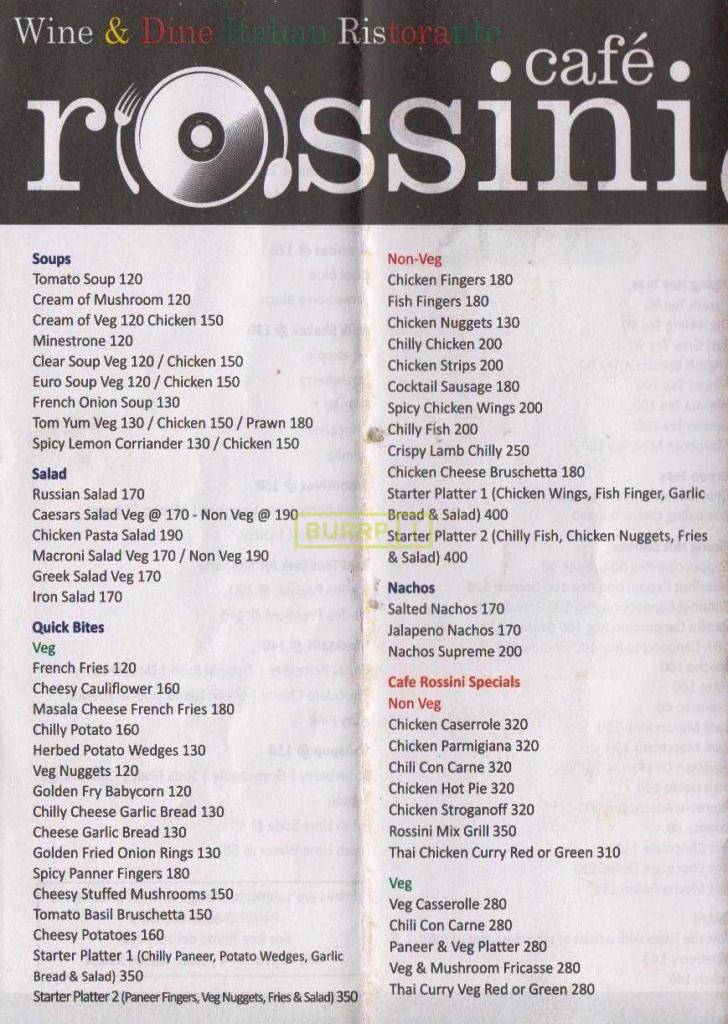 Wine & Dine Italian Ristorante
café
rossini
Soups
Tomato Soup 120
Cream of Mushroom 120
Cream of Veg 120 Chicken 150
Minestrone 120
Clear Soup Veg 120 / Chicken 150
Euro Soup Veg 120 / Chicken 150
French Onion Soup 130
Tom Yum Veg 130 / Chicken 150 / Prawn 180
Spicy Lemon Corriander 130 / Chicken 150
Salad
Russian Salad 170
Caesars Salad Veg @ 170 - Non Veg @ 190
Chicken Pasta Salad 190
Macroni Salad Veg 170 / Non Veg 190
Greek Salad Veg 170
Iron Salad 170
Quick Bites
Veg
French Fries 120
Cheesy Cauliflower 160
Masala Cheese French Fries 180
Chilly Potato 160
Herbed Potato Wedges 130
Veg Nuggets 120
Golden Fry Babycorn 120
Chilly Cheese Garlic Bread 130
Cheese Garlic Bread 130
Golden Fried Onion Rings 130
Spicy Panner Fingers 180
Cheesy Stuffed Mushrooms 150
Tomato Basil Bruschetta 150
Cheesy Potatoes 160
Starter Platter 1 (Chilly Paneer, Potato Wedges, Garlic
Bread & Salad) 350
Starter Platter 2 (Paneer Fingers, Veg Nuggets, Fries & Salad) 350
Non-Veg
Chicken Fingers 180
Fish Fingers 180
Chicken Nuggets 130
Chilly Chicken 200
Chicken Strips 200
Cocktail Sausage 180
Spicy Chicken Wings 200
Chilly Fish 200
Crispy Lamb Chilly 250
Chicken Cheese Bruschetta 180
Starter Platter 1 (Chicken Wings, Fish Finger, Garlic
Bread & Salad) 400
Starter Platter 2 (Chilly Fish, Chicken Nuggets, Fries
& Salad) 400
BURRP
Nachos
Salted Nachos 170
Jalapeno Nachos 170
Nachos Supreme 200
Cafe Rossini Specials
Non Veg
Chicken Caserrole 320
Chicken Parmigiana 320
Chili Con Carne 320
Chicken Hot Pie 320
Chicken Stroganoff 320
Rossini Mix Grill 350
Thai Chicken Curry Red or Green 310
Veg
Veg Casserolle 280
Chili Con Carne 280
Paneer & Veg Platter 280
Veg & Mushroom Fricasse 280
Thai Curry Veg Red or Green 280